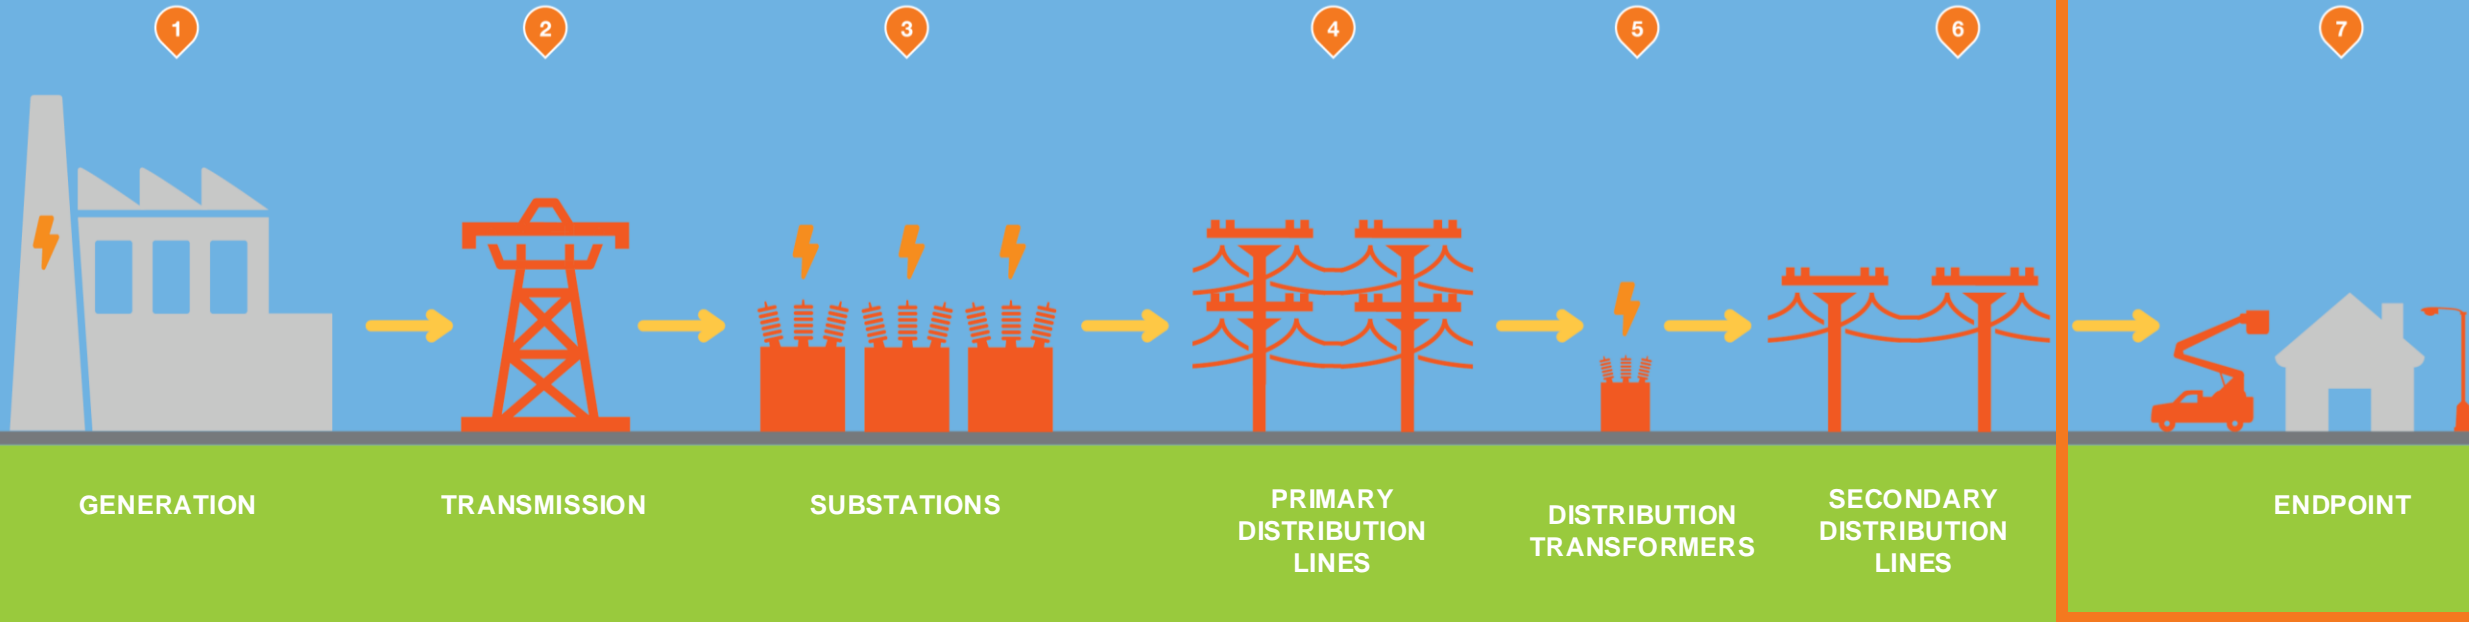 1
2
3
4
5
6
7
GENERATION
TRANSMISSION
SUBSTATIONS
PRIMARY
DISTRIBUTION
LINES
DISTRIBUTION
TRANSFORMERS
SECONDARY
DISTRIBUTION
LINES
ENDPOINT